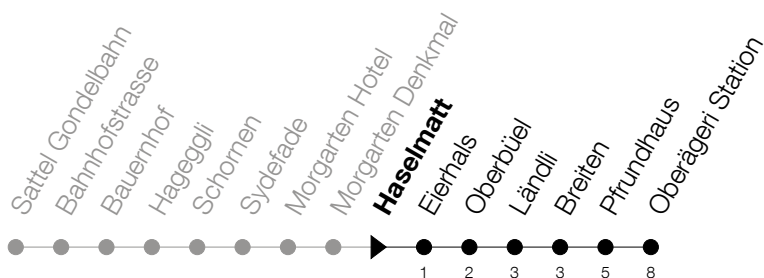 Sattel Gondelbahn
Bahnhofstrasse
Bauernhof
Hageggli
Schornen
Sydefade
Morgarten Hotel
Morgarten Denkmal
Haselmatt
Eierhals
Oberbüel
Ländli
Breiten
Pfrundhaus
Oberägeri Station
1 2 3 3 5 8